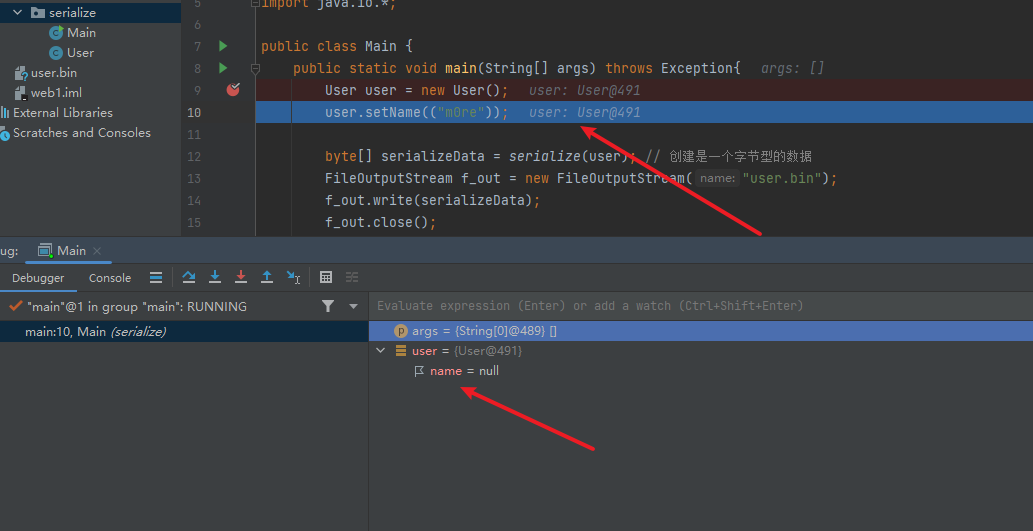 serialize
Main
User
user.bin
web1.iml
External Libraries
Scratches and Consoles
5 import java.io.*;
6
7 public class Main {
8 public static void main(String[] args) throws Exception{ args: []
9 User user = new User(); user: User@491
10 user.setName(("m0re")); user: User@491
11
12 byte[] serializeData = serialize(user); // 创建是一个字节型的数据
13 FileOutputStream f_out = new FileOutputStream( name: "user.bin");
14 f_out.write(serializeData);
15 f_out.close();
ug: Main
Debugger Console
"main"@1 in group "main": RUNNING
main:10, Main (serialize)
Evaluate expression (Enter) or add a watch (Ctrl+Shift+Enter)
p args = {String[0]@489} []
user = {User@491}
name = null